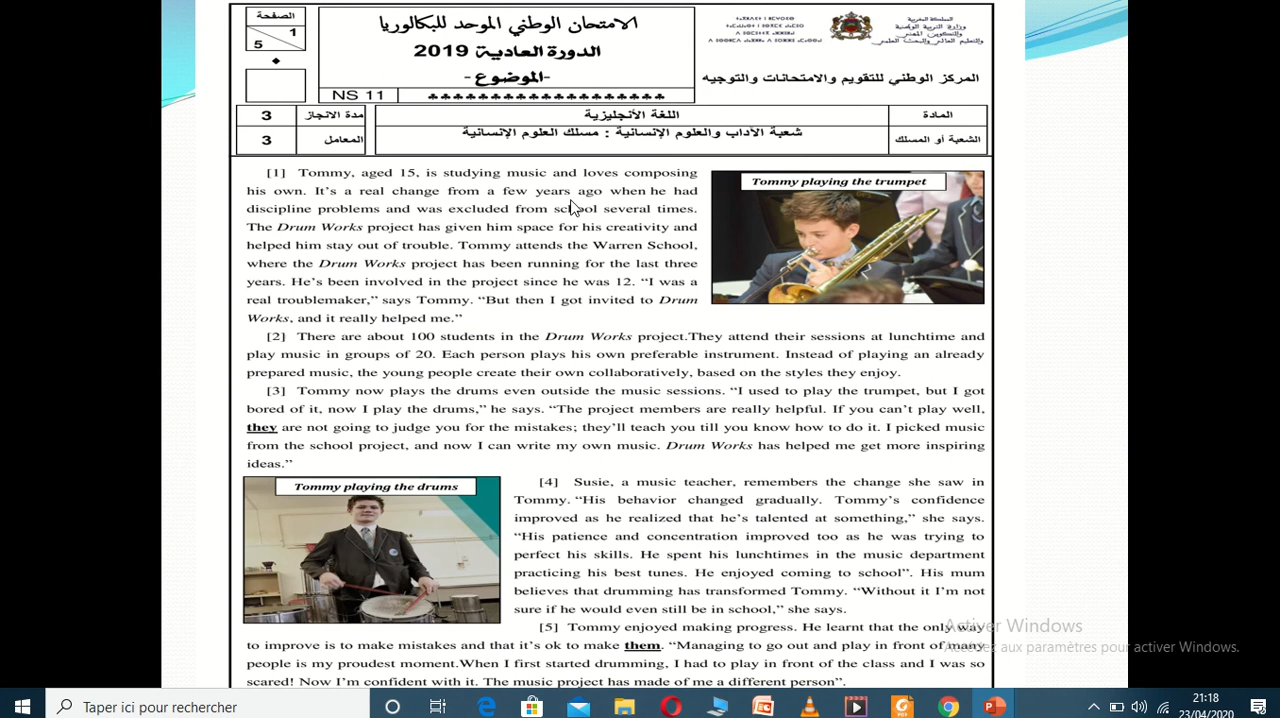 الصفحة
1
5
الامتحان الوطني الموحد للبكالوريا
الدورة العادية 2019
-الموضوع-
NS 11
المملكة المغربية
وزارة التربية الوطنية
والتكوين المهني
والتعليم العالي والبحث العلمي
المركز الوطني للتقويم والامتحانات والتوجيه
3 مدة الانجاز اللغة الأنجليزية المادة
3 المعامل شعبة الآداب والعلوم الإنسانية : مسلك العلوم الإنسانية الشعبة أو المسلك
[1] Tommy, aged 15, is studying music and loves composing
his own. It's a real change from a few years ago when he had
discipline problems and was excluded from school several times.
The Drum Works project has given him space for his creativity and
helped him stay out of trouble. Tommy attends the Warren School,
where the Drum Works project has been running for the last three
years. He's been involved in the project since he was 12. "I was a
real troublemaker," says Tommy. "But then I got invited to Drum
Works, and it really helped me."
Tommy playing the trumpet
[2] There are about 100 students in the Drum Works project.They attend their sessions at lunchtime and
play music in groups of 20. Each person plays his own preferable instrument. Instead of playing an already
prepared music, the young people create their own collaboratively, based on the styles they enjoy.
[3] Tommy now plays the drums even outside the music sessions. "I used to play the trumpet, but I got
bored of it, now I play the drums," he says. "The project members are really helpful. If you can't play well,
they are not going to judge you for the mistakes; they'll teach you till you know how to do it. I picked music
from the school project, and now I can write my own music. Drum Works has helped me get more inspiring
ideas."
Tommy playing the drums
[4] Susie, a music teacher, remembers the change she saw in
Tommy. "His behavior changed gradually. Tommy's confidence
improved as he realized that he's talented at something," she says.
"His patience and concentration improved too as he was trying to
perfect his skills. He spent his lunchtimes in the music department
practicing his best tunes. He enjoyed coming to school". His mum
believes that drumming has transformed Tommy. "Without it I'm not
sure if he would even still be in school," she says.
[5] Tommy enjoyed making progress. He learnt that the only way
to improve is to make mistakes and that it's ok to make them. "Managing to go out and play in front of many
people is my proudest moment.When I first started drumming, I had to play in front of the class and I was so
scared! Now I'm confident with it. The music project has made of me a different person".
Activer Windows
Accédez aux paramètres pour activer Windows.
Taper ici pour rechercher
21:18
23/04/2020